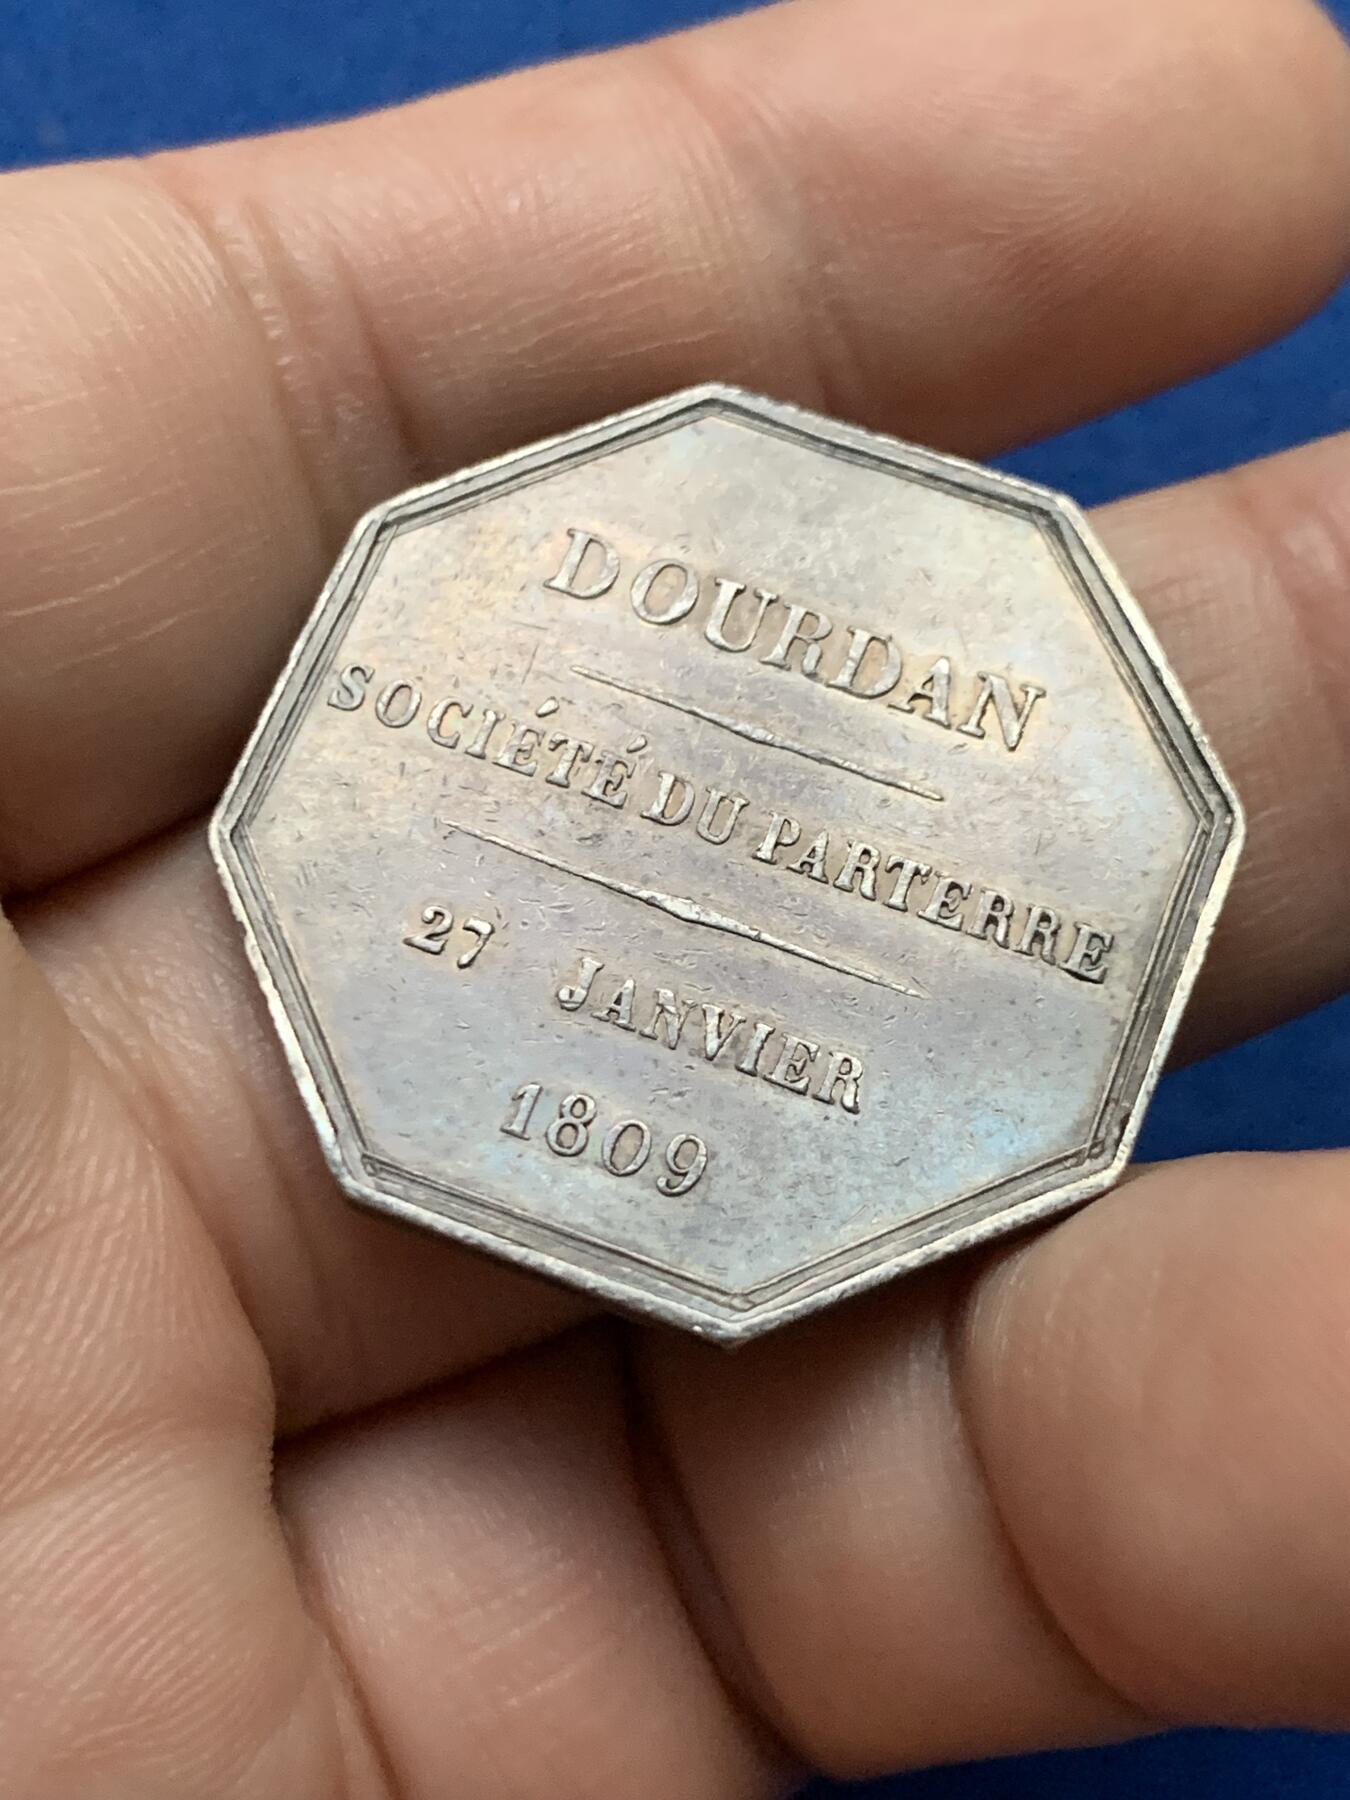 DOURDAN
SOCIÉTÉ DU PARTERRE
27 JANVIER
1809